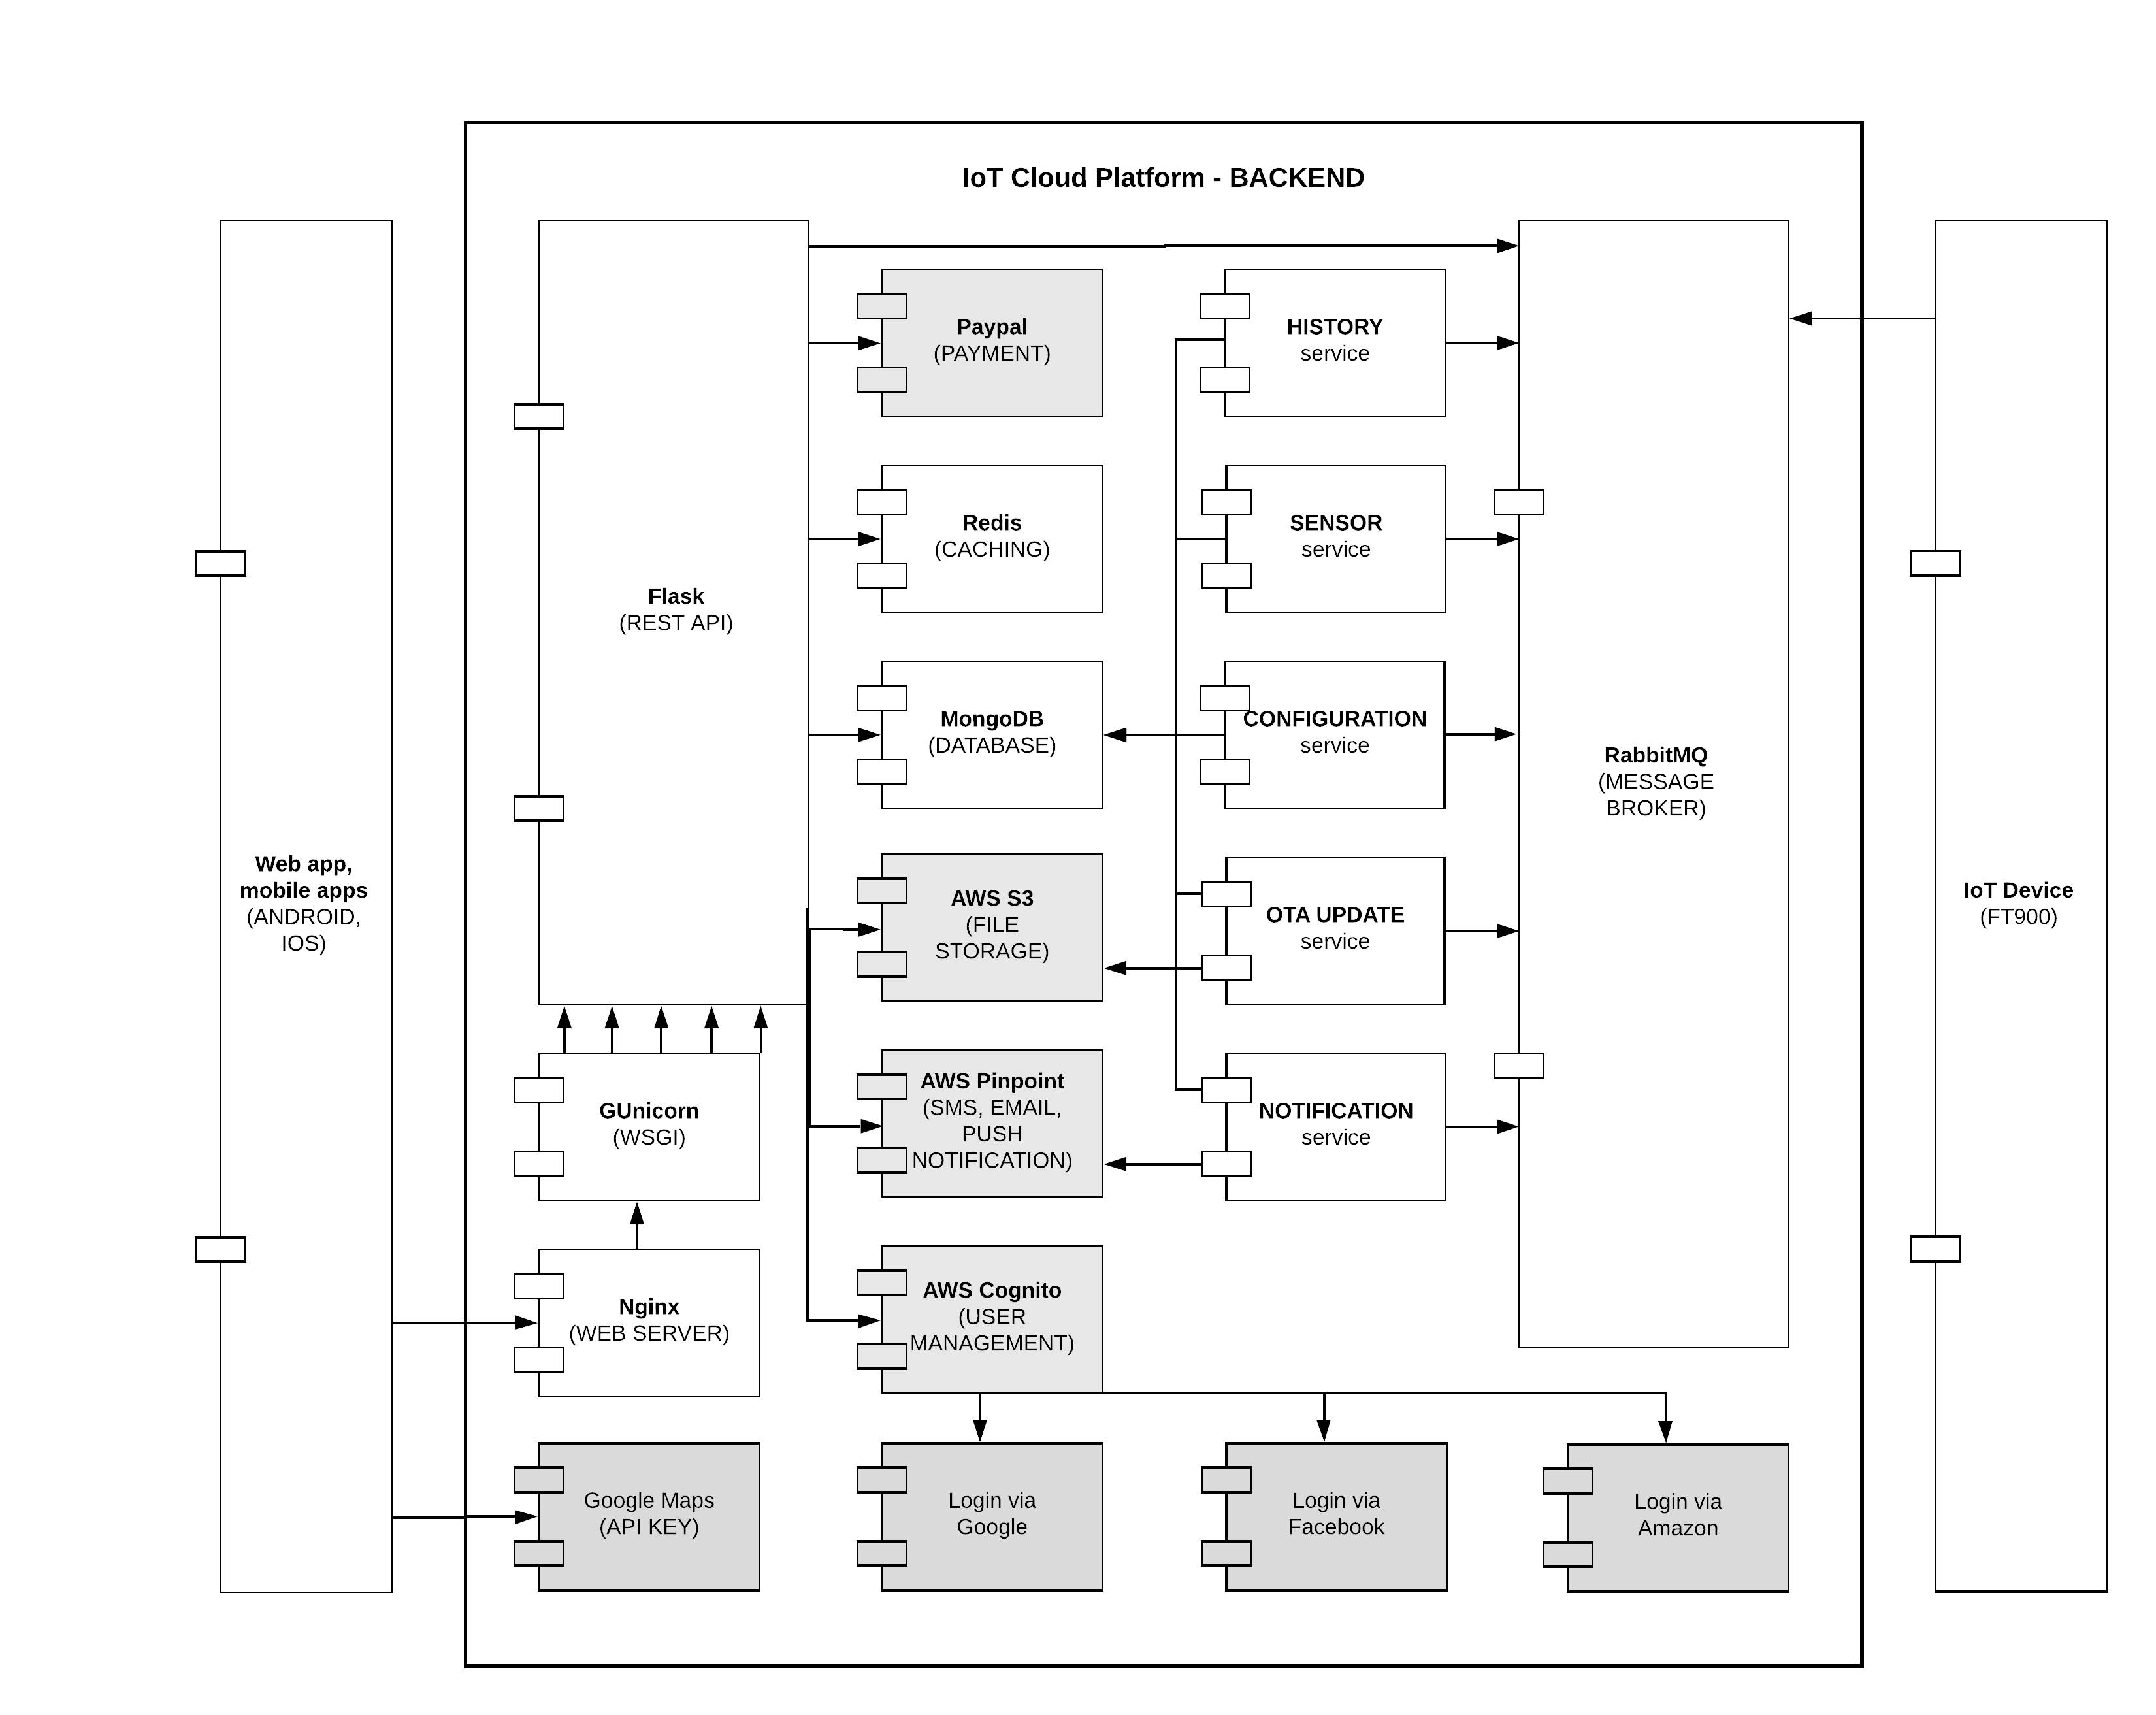 IoT Cloud Platform - BACKEND
Web app,
mobile apps
(ANDROID,
IOS)
Flask
(REST API)
GUnicorn
(WSGI)
Nginx
(WEB SERVER)
Google Maps
(API KEY)
Paypal
(PAYMENT)
Redis
(CACHING)
MongoDB
(DATABASE)
AWS S3
(FILE
STORAGE)
AWS Pinpoint
(SMS, EMAIL,
PUSH
NOTIFICATION)
AWS Cognito
(USER
MANAGEMENT)
Login via
Google
HISTORY
service
SENSOR
service
CONFIGURATION
service
OTA UPDATE
service
NOTIFICATION
service
Login via
Facebook
RabbitMQ
(MESSAGE
BROKER)
Login via
Amazon
IoT Device
(FT900)